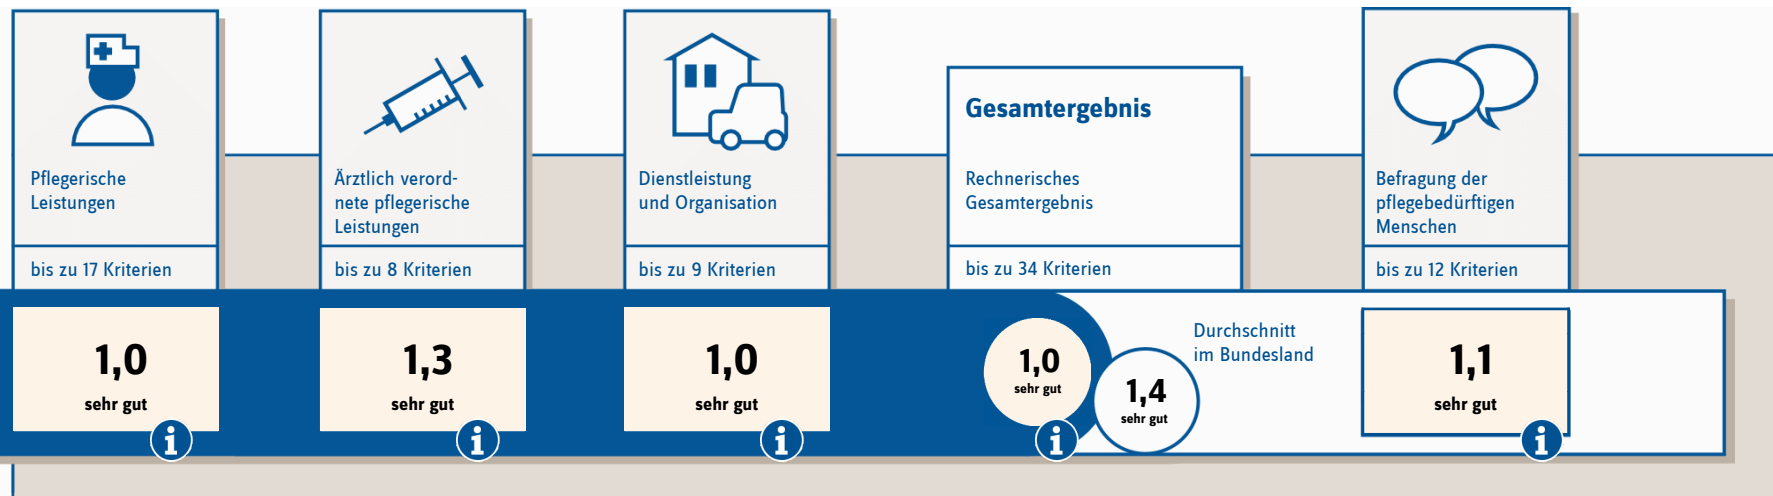 Pflegerische
Leistungen
bis zu 17 Kriterien
1,0
sehr gut
i
Ärztlich verord-
nete pflegerische
Leistungen
bis zu 8 Kriterien
1,3
sehr gut
i
Dienstleistung
und Organisation
bis zu 9 Kriterien
1,0
sehr gut
i
Gesamtergebnis
Rechnerisches
Gesamtergebnis
bis zu 34 Kriterien
1,0
sehr gut
i
1,4
sehr gut
Durchschnitt
im Bundesland
Befragung der
pflegebedürftigen
Menschen
bis zu 12 Kriterien
1,1
sehr gut
i